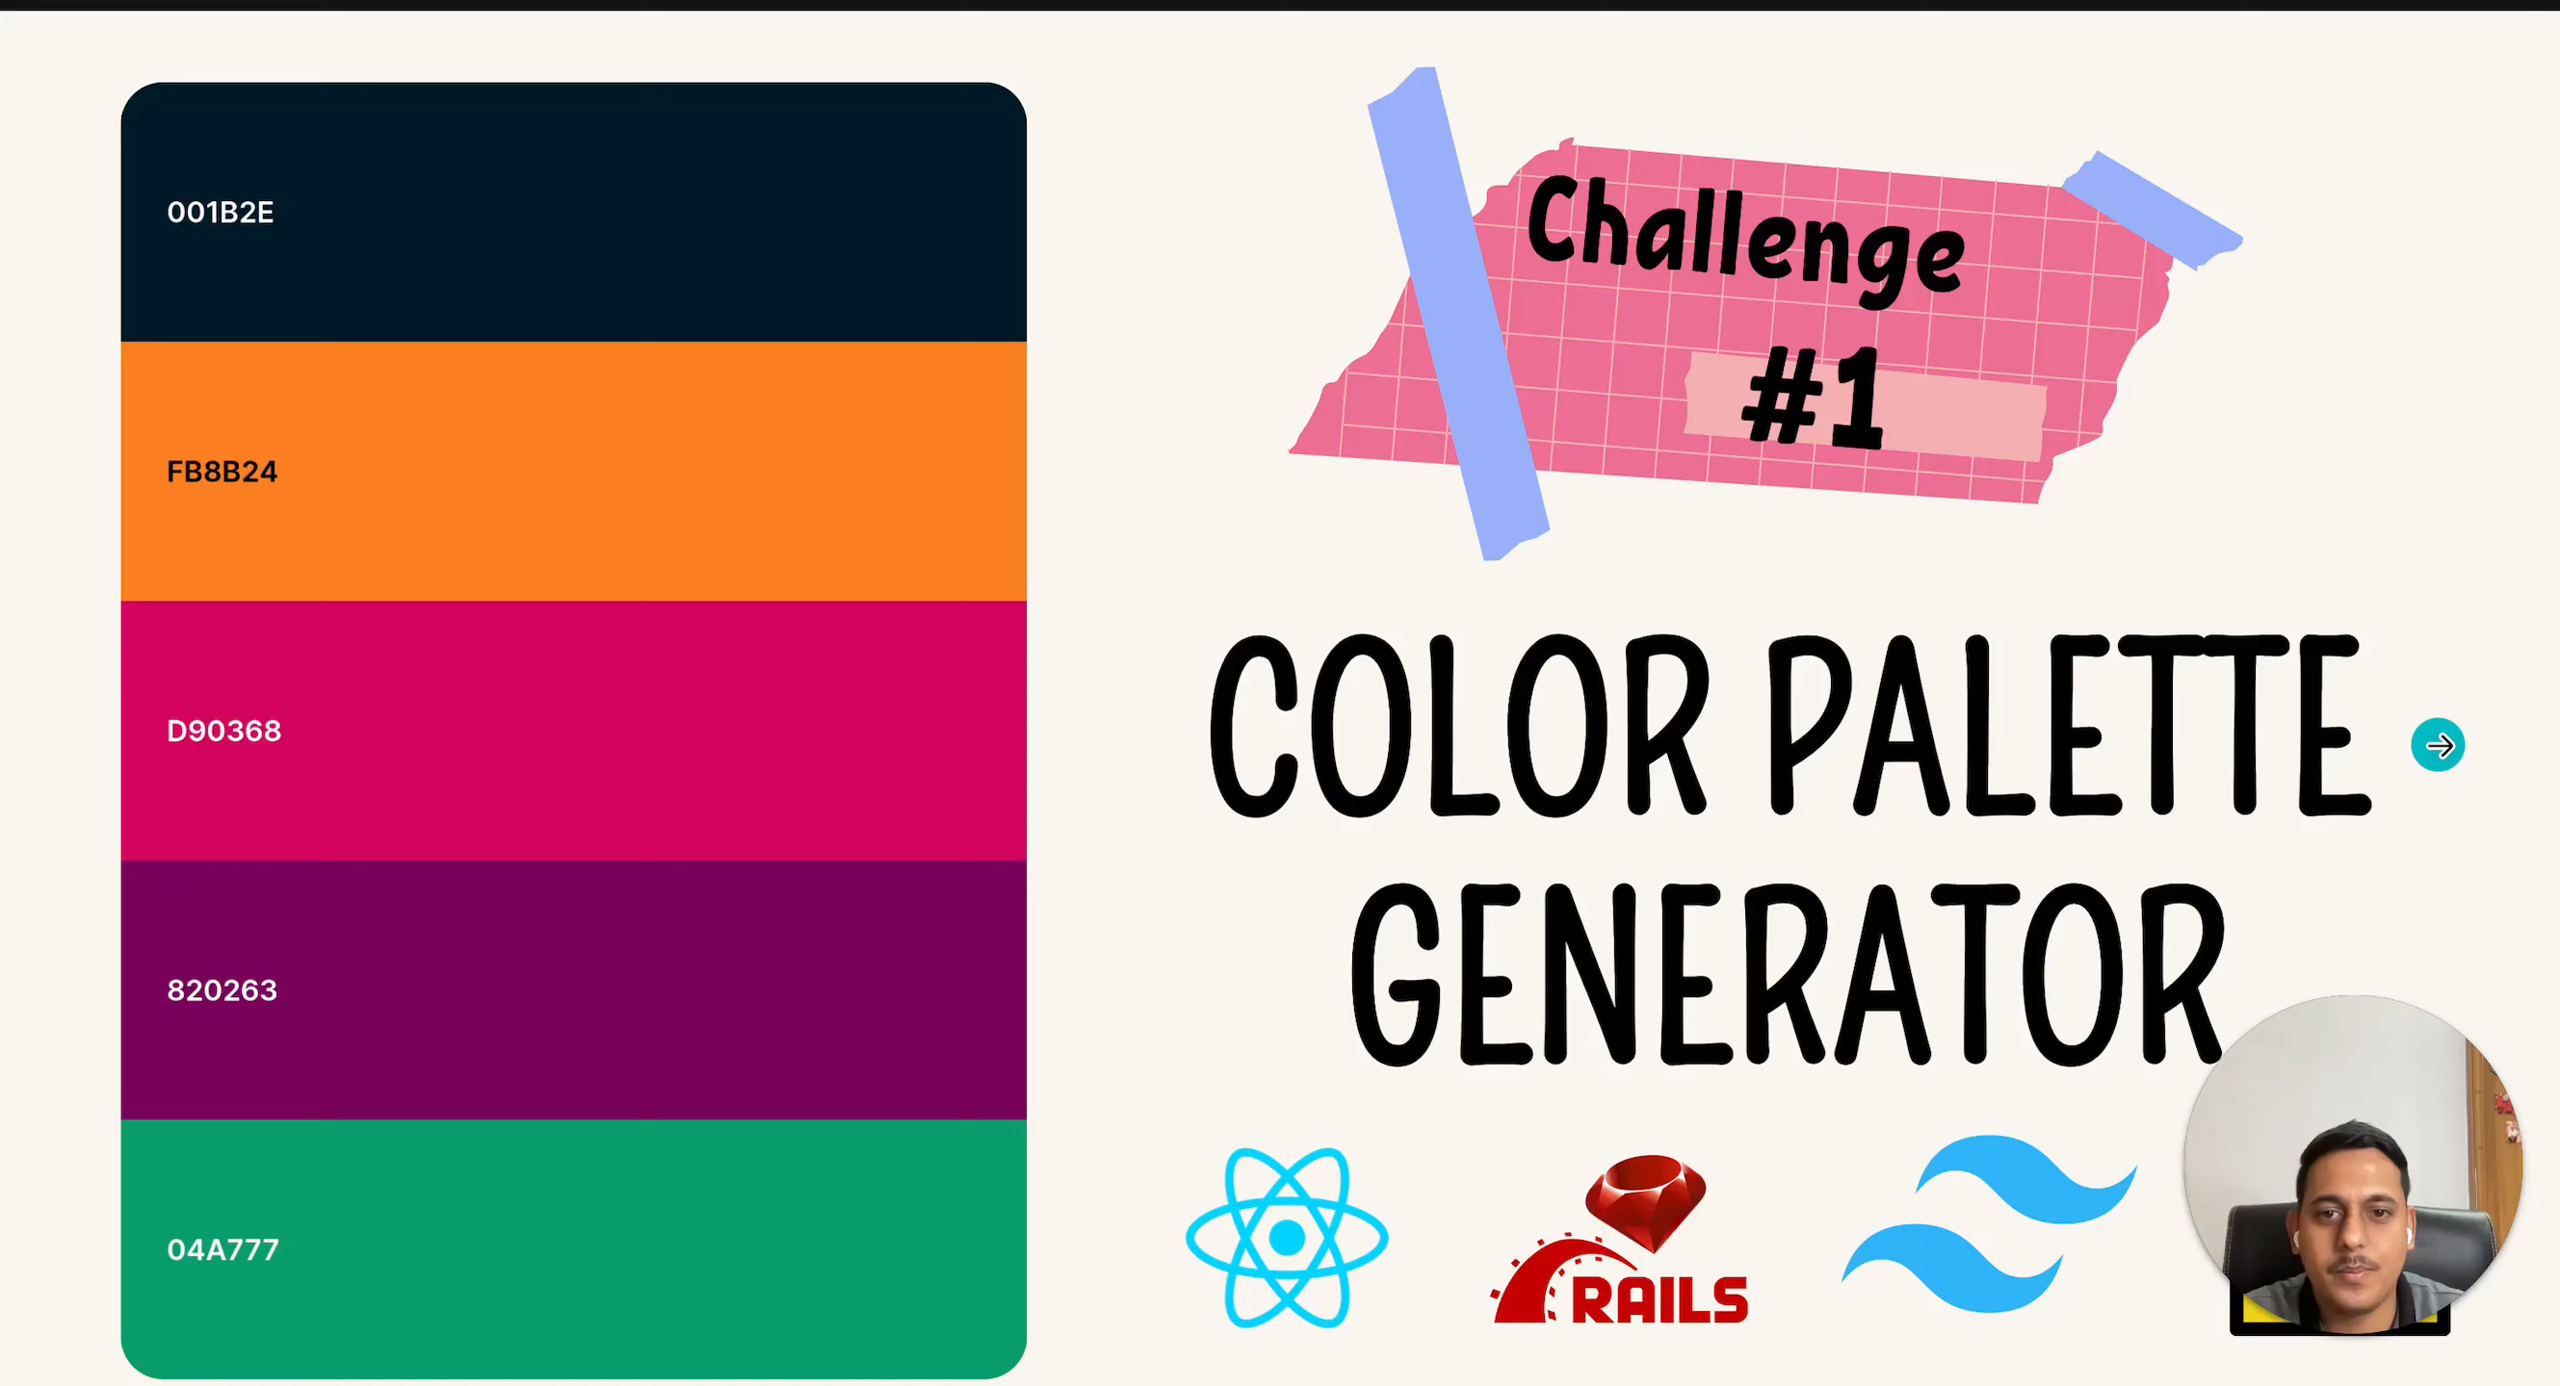 001B2E
FB8B24
D90368
820263
04A777
Challenge
#1
COLOR PALETTE
GENERATOR
RAILS